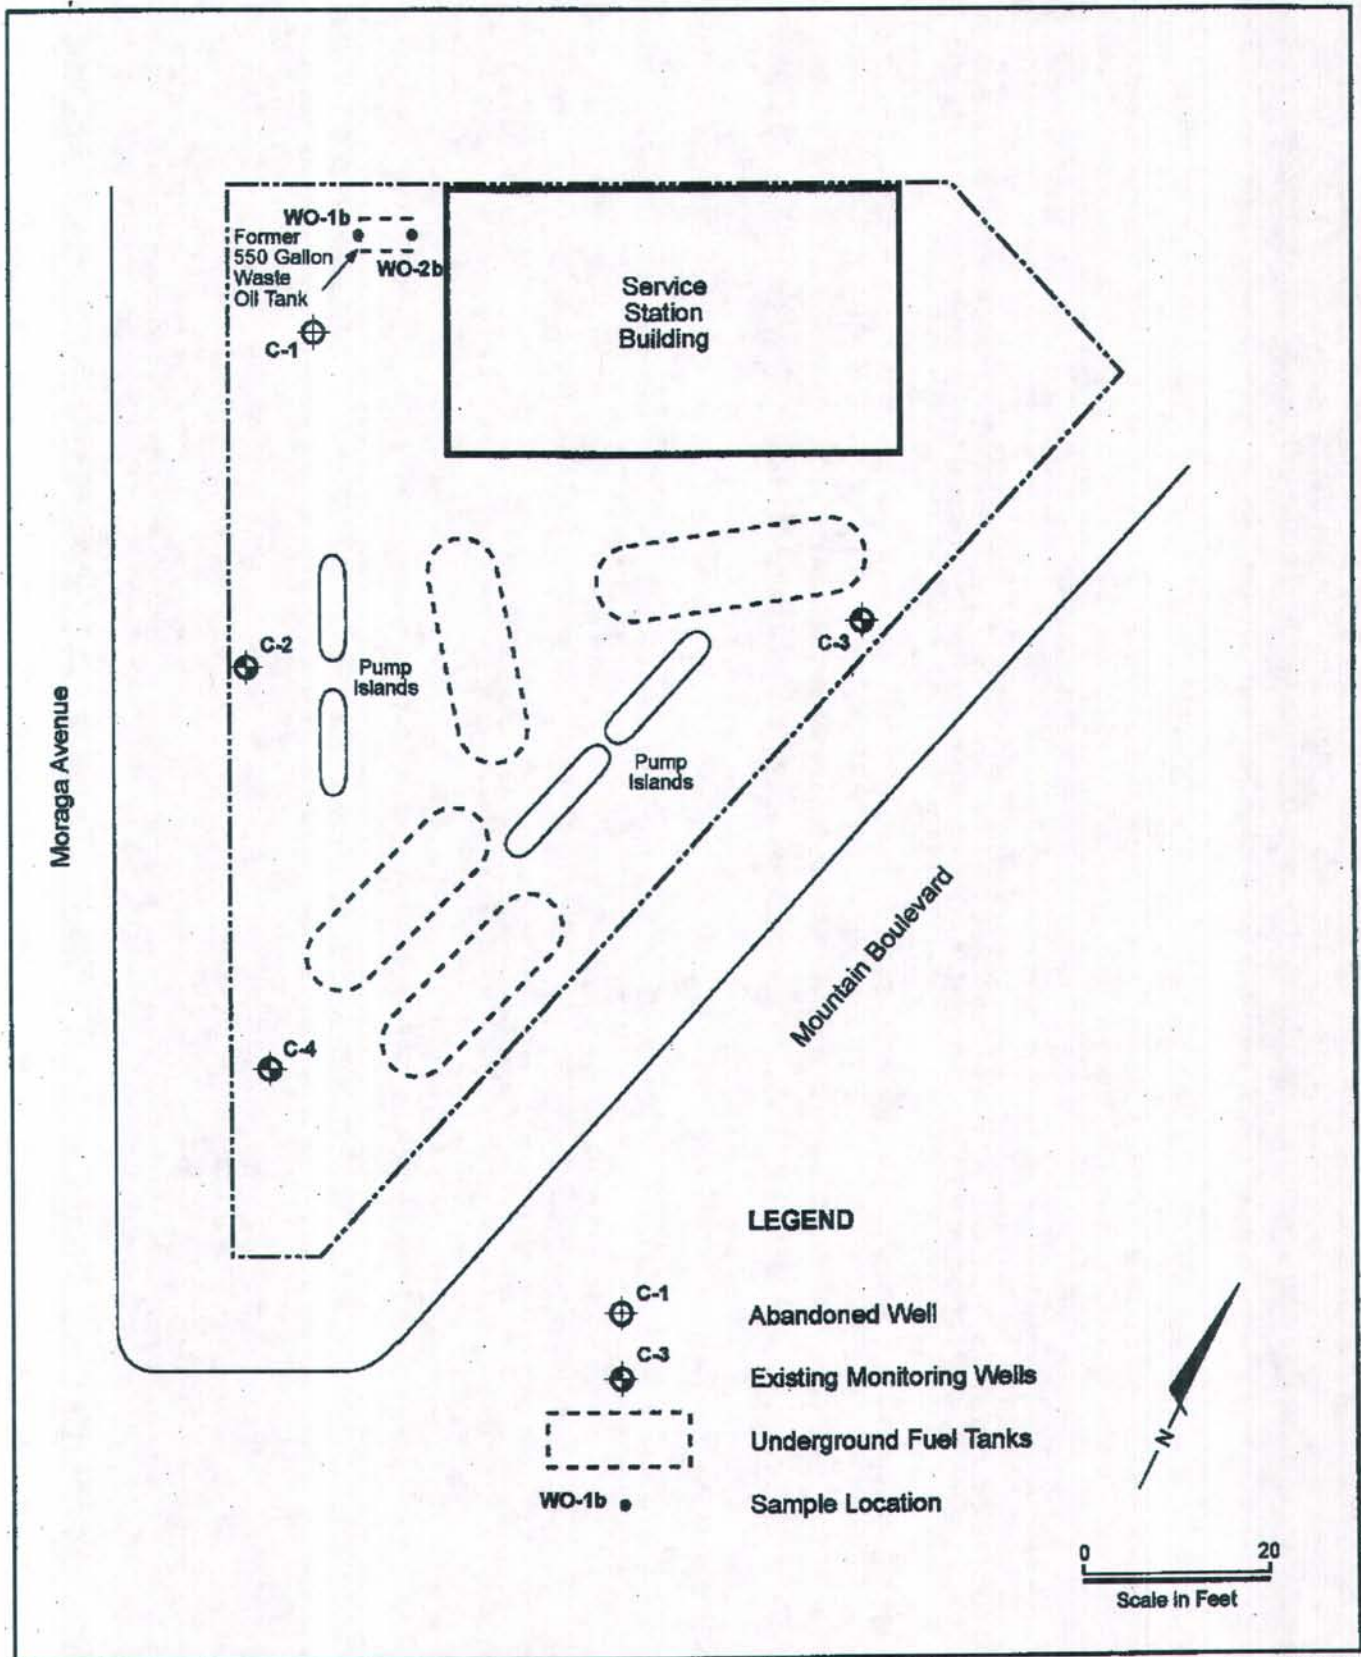 WO-1b
Former
550 Gallon
Waste
Oil Tank
WO-2b
C-1
Service
Station
Building
C-2
Pump
Islands
C-3
Pump
Islands
Moraga Avenue
Mountain Boulevard
C-4
LEGEND
C-1
Abandoned Well
C-3
Existing Monitoring Wells
Underground Fuel Tanks
WO-1b
Sample Location
N
0 20
Scale in Feet